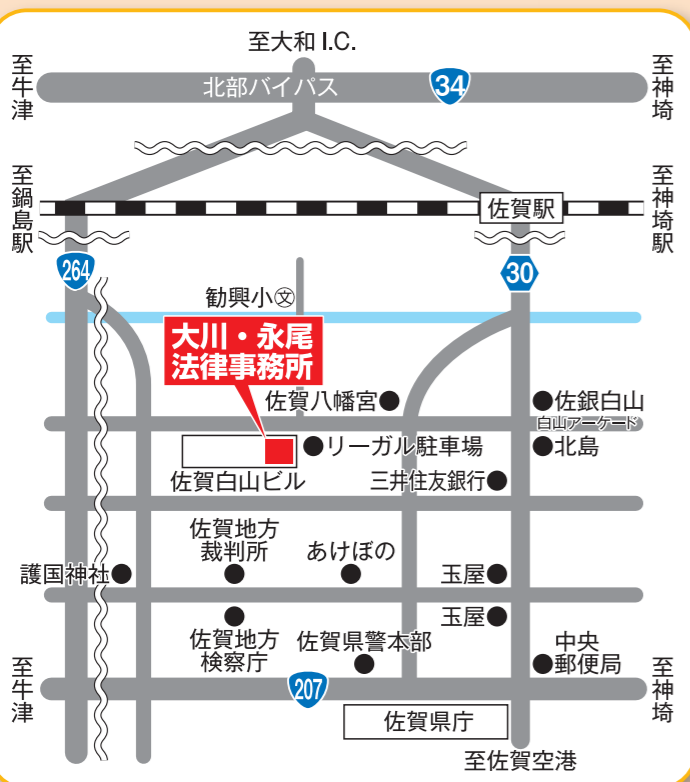 至大和 I.C.
至牛津
北部バイパス
34
至神埼
至鍋島駅
佐賀駅
至神埼駅
264
30
勧興小㊛
大川・永尾
法律事務所
佐賀八幡宮
佐銀白山
白山アーケード
リーガル駐車場
北島
佐賀白山ビル
三井住友銀行
佐賀地方
裁判所
あけぼの
護国神社
玉屋
玉屋
佐賀地方
検察庁
佐賀県警本部
中央
郵便局
至牛津
207
至神埼
佐賀県庁
至佐賀空港